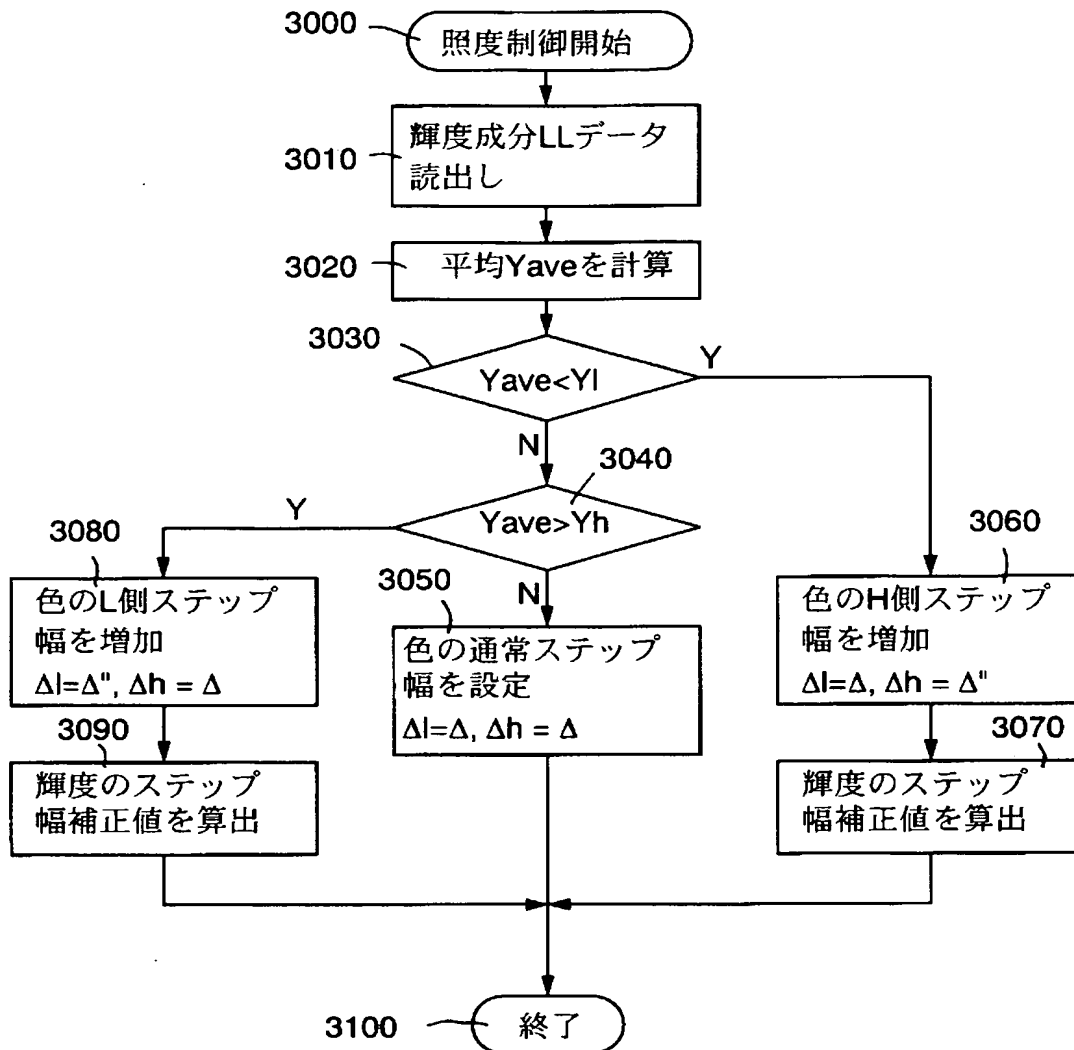 3000
照度制御開始
3010
輝度成分LLデータ
読出し
3020
平均Yaveを計算
3030
Yave<Yl
Y
N
3040
Yave>Yh
Y
N
3080
色のL側ステップ
幅を増加
Δl=Δ", Δh = Δ
3050
色の通常ステップ
幅を設定
Δl=Δ, Δh = Δ
3060
色のH側ステップ
幅を増加
Δl=Δ, Δh = Δ"
3090
輝度のステップ
幅補正値を算出
3070
輝度のステップ
幅補正値を算出
3100
終了